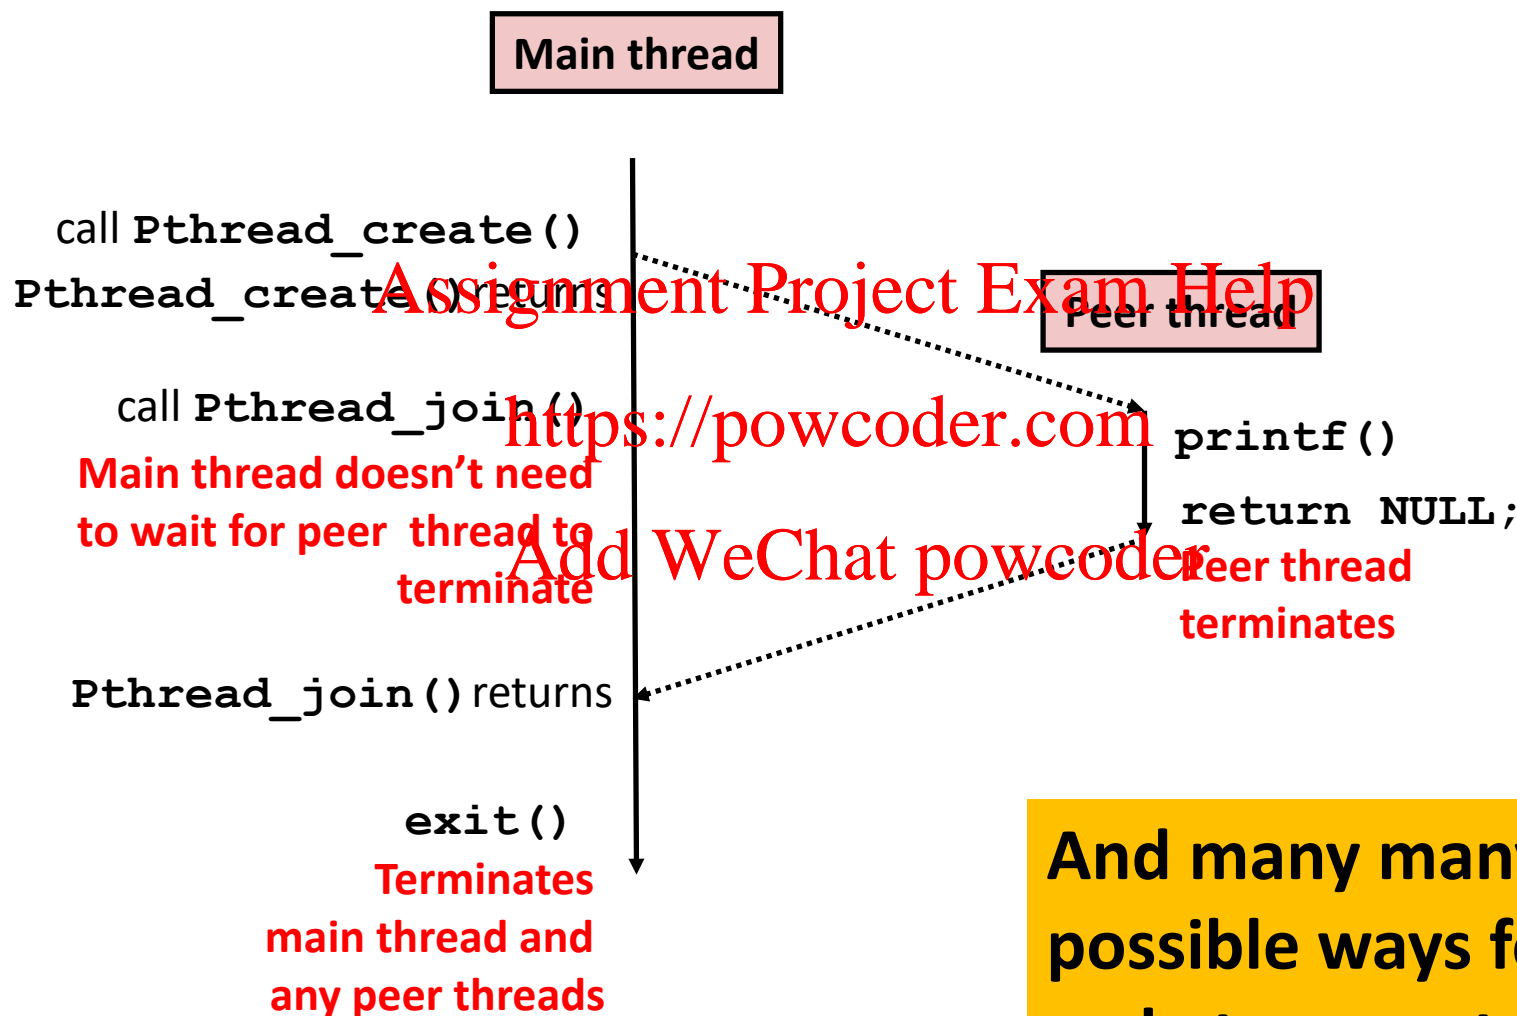 Main thread
call Pthread_create()
Pthread_create() returns
Assignment Project Exam Help
Peer thread
call Pthread_join()
https://powcoder.com
printf()
Main thread doesn't need
to wait for peer thread to
terminate
return NULL;
Add WeChat powcoder
Peer thread
terminates
Pthread_join() returns
exit()
Terminates
main thread and
any peer threads
And many many
possible ways